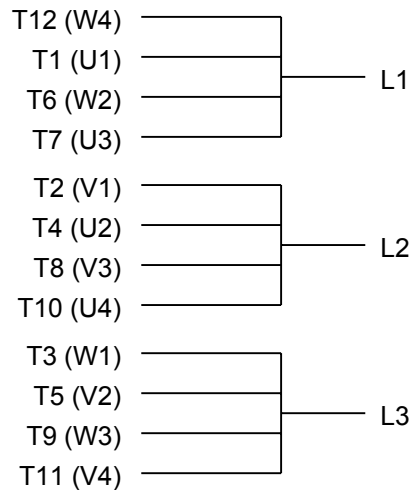 T12 (W4)
T1 (U1)
L1
T6 (W2)
T7 (U3)
T2 (V1)
T4 (U2)
L2
T8 (V3)
T10 (U4)
T3 (W1)
T5 (V2)
L3
T9 (W3)
T11 (V4)